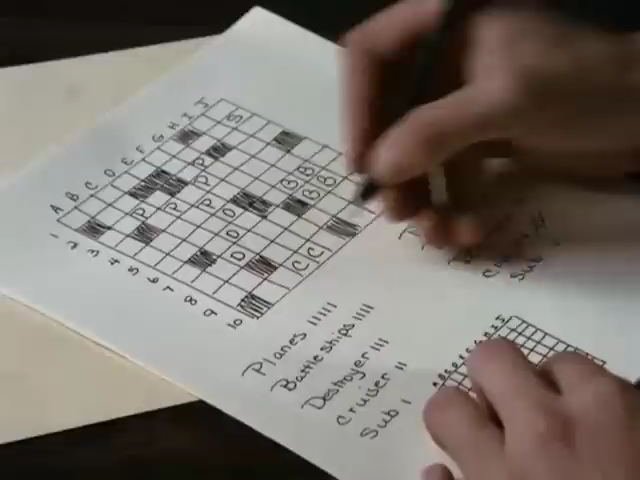 A B C D E F G H I J
1
2
3
4
5
6
7
8
9
10
S
P
P P
B B
B B
P P P D
D
D C C
Planes IIIII
Battleships IIII
Destroyer III
Cruiser II
Sub I
Sub